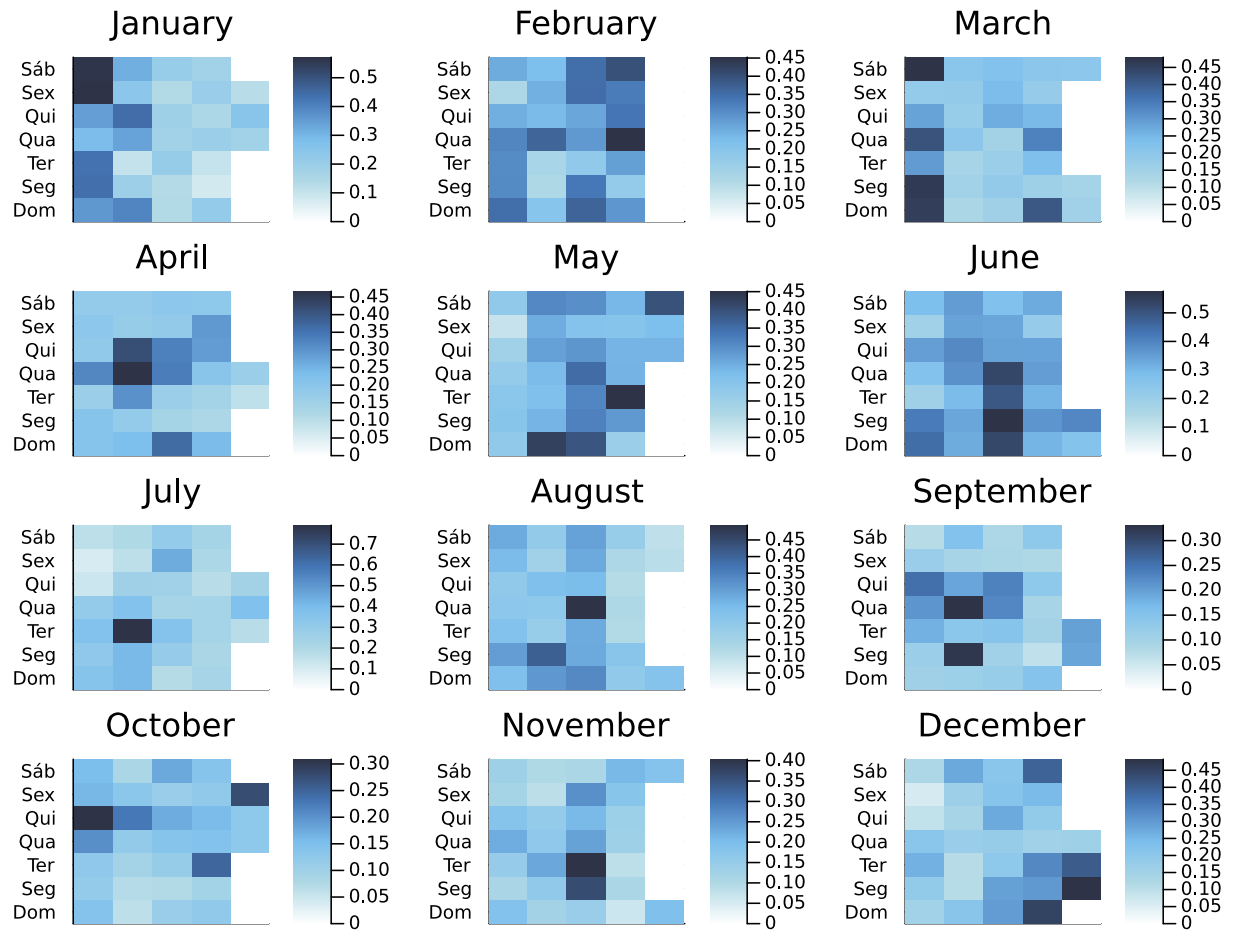 January
Sáb
Sex
Qui
Qua
Ter
Seg
Dom
0.5
0.4
0.3
0.2
0.1
0
February
Sáb
Sex
Qui
Qua
Ter
Seg
Dom
0.45
0.40
0.35
0.30
0.25
0.20
0.15
0.10
0.05
0
March
Sáb
Sex
Qui
Qua
Ter
Seg
Dom
0.45
0.40
0.35
0.30
0.25
0.20
0.15
0.10
0.05
0
April
Sáb
Sex
Qui
Qua
Ter
Seg
Dom
0.45
0.40
0.35
0.30
0.25
0.20
0.15
0.10
0.05
0
May
Sáb
Sex
Qui
Qua
Ter
Seg
Dom
0.45
0.40
0.35
0.30
0.25
0.20
0.15
0.10
0.05
0
June
Sáb
Sex
Qui
Qua
Ter
Seg
Dom
0.5
0.4
0.3
0.2
0.1
0
July
Sáb
Sex
Qui
Qua
Ter
Seg
Dom
0.7
0.6
0.5
0.4
0.3
0.2
0.1
0
August
Sáb
Sex
Qui
Qua
Ter
Seg
Dom
0.45
0.40
0.35
0.30
0.25
0.20
0.15
0.10
0.05
0
September
Sáb
Sex
Qui
Qua
Ter
Seg
Dom
0.30
0.25
0.20
0.15
0.10
0.05
0
October
Sáb
Sex
Qui
Qua
Ter
Seg
Dom
0.30
0.25
0.20
0.15
0.10
0.05
0
November
Sáb
Sex
Qui
Qua
Ter
Seg
Dom
0.40
0.35
0.30
0.25
0.20
0.15
0.10
0.05
0
December
Sáb
Sex
Qui
Qua
Ter
Seg
Dom
0.45
0.40
0.35
0.30
0.25
0.20
0.15
0.10
0.05
0